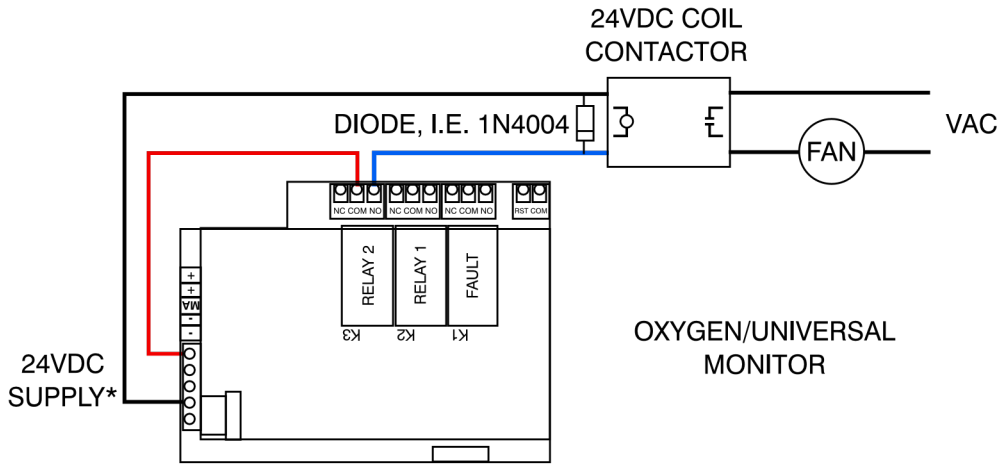 24VDC COIL
CONTACTOR
DIODE, I.E. 1N4004
VAC
FAN
NC COM NO NC COM NO NC COM NO RST COM
RELAY 2
RELAY 1
FAULT
K3
K2
K1
+
+
MA
-
-
24VDC
SUPPLY*
OXYGEN/UNIVERSAL
MONITOR